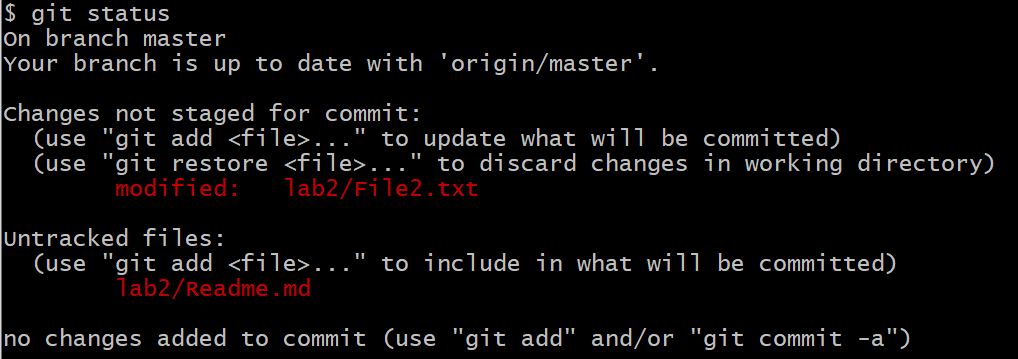 $ git status
On branch master
Your branch is up to date with 'origin/master'.
Changes not staged for commit:
  (use "git add <file>..." to update what will be committed)
  (use "git restore <file>..." to discard changes in working directory)
        modified:   lab2/File2.txt
Untracked files:
  (use "git add <file>..." to include in what will be committed)
        lab2/Readme.md
no changes added to commit (use "git add" and/or "git commit -a")